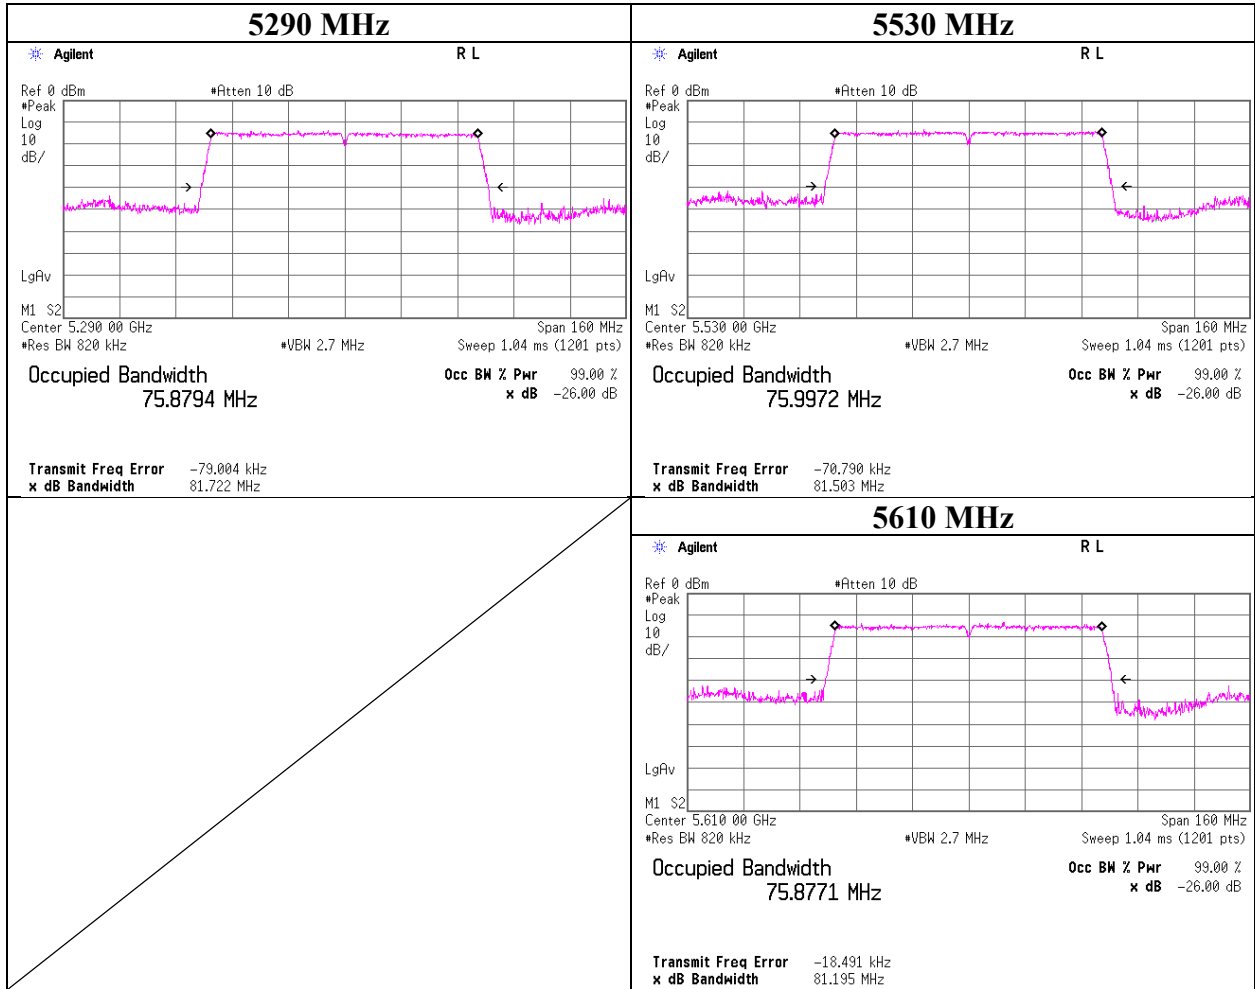 5290 MHz
Agilent R L
Ref 0 dBm #Atten 10 dB
#Peak
Log
10
dB/
LgAv
M1 S2
Center 5.290 00 GHz Span 160 MHz
#Res BW 820 kHz #VBW 2.7 MHz Sweep 1.04 ms (1201 pts)
Occupied Bandwidth Occ BW % Pwr 99.00 %
75.8794 MHz x dB -26.00 dB
Transmit Freq Error -79.004 kHz
x dB Bandwidth 81.722 MHz
5530 MHz
Agilent R L
Ref 0 dBm #Atten 10 dB
#Peak
Log
10
dB/
LgAv
M1 S2
Center 5.530 00 GHz Span 160 MHz
#Res BW 820 kHz #VBW 2.7 MHz Sweep 1.04 ms (1201 pts)
Occupied Bandwidth Occ BW % Pwr 99.00 %
75.9972 MHz x dB -26.00 dB
Transmit Freq Error -70.790 kHz
x dB Bandwidth 81.503 MHz
5610 MHz
Agilent R L
Ref 0 dBm #Atten 10 dB
#Peak
Log
10
dB/
LgAv
M1 S2
Center 5.610 00 GHz Span 160 MHz
#Res BW 820 kHz #VBW 2.7 MHz Sweep 1.04 ms (1201 pts)
Occupied Bandwidth Occ BW % Pwr 99.00 %
75.8771 MHz x dB -26.00 dB
Transmit Freq Error -18.491 kHz
x dB Bandwidth 81.195 MHz